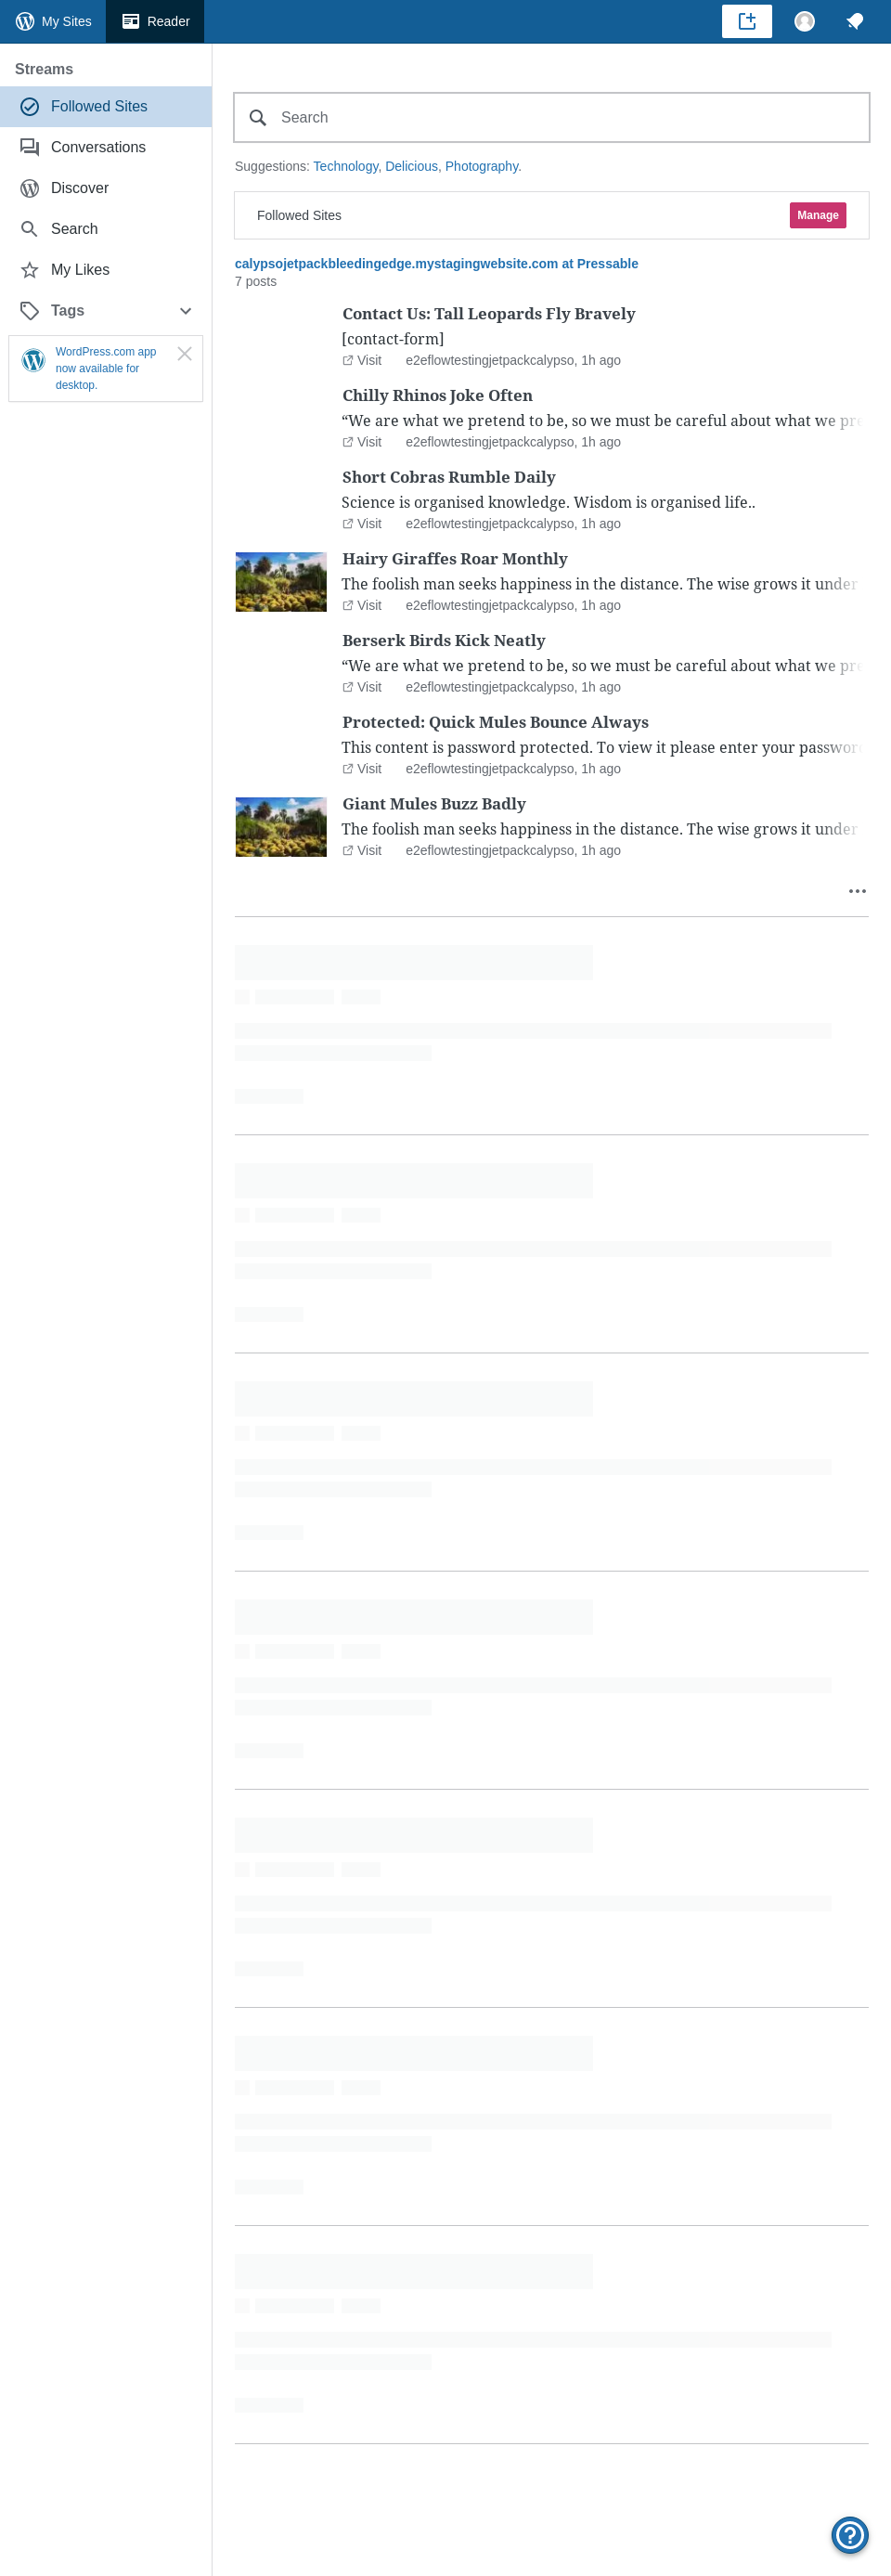 My Sites
Reader
Streams
Followed Sites
Conversations
Discover
Search
My Likes
Tags
WordPress.com app
now available for
desktop.
Search
Suggestions: Technology, Delicious, Photography.
Followed Sites
Manage
calypsojetpackbleedingedge.mystagingwebsite.com at Pressable
7 posts
Contact Us: Tall Leopards Fly Bravely
[contact-form]
Visit e2eflowtestingjetpackcalypso, 1h ago
Chilly Rhinos Joke Often
“We are what we pretend to be, so we must be careful about what we pre
Visit e2eflowtestingjetpackcalypso, 1h ago
Short Cobras Rumble Daily
Science is organised knowledge. Wisdom is organised life..
Visit e2eflowtestingjetpackcalypso, 1h ago
Hairy Giraffes Roar Monthly
The foolish man seeks happiness in the distance. The wise grows it under
Visit e2eflowtestingjetpackcalypso, 1h ago
Berserk Birds Kick Neatly
“We are what we pretend to be, so we must be careful about what we pre
Visit e2eflowtestingjetpackcalypso, 1h ago
Protected: Quick Mules Bounce Always
This content is password protected. To view it please enter your password
Visit e2eflowtestingjetpackcalypso, 1h ago
Giant Mules Buzz Badly
The foolish man seeks happiness in the distance. The wise grows it under
Visit e2eflowtestingjetpackcalypso, 1h ago